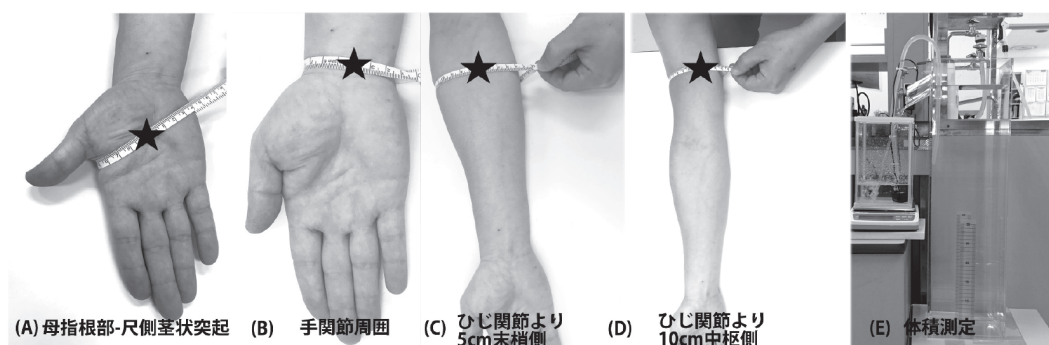 (A) 母指根部-尺側茎状突起
(B) 手関節周囲
(C) ひじ関節より
5cm末梢側
(D) ひじ関節より
10cm中枢側
(E) 体積測定